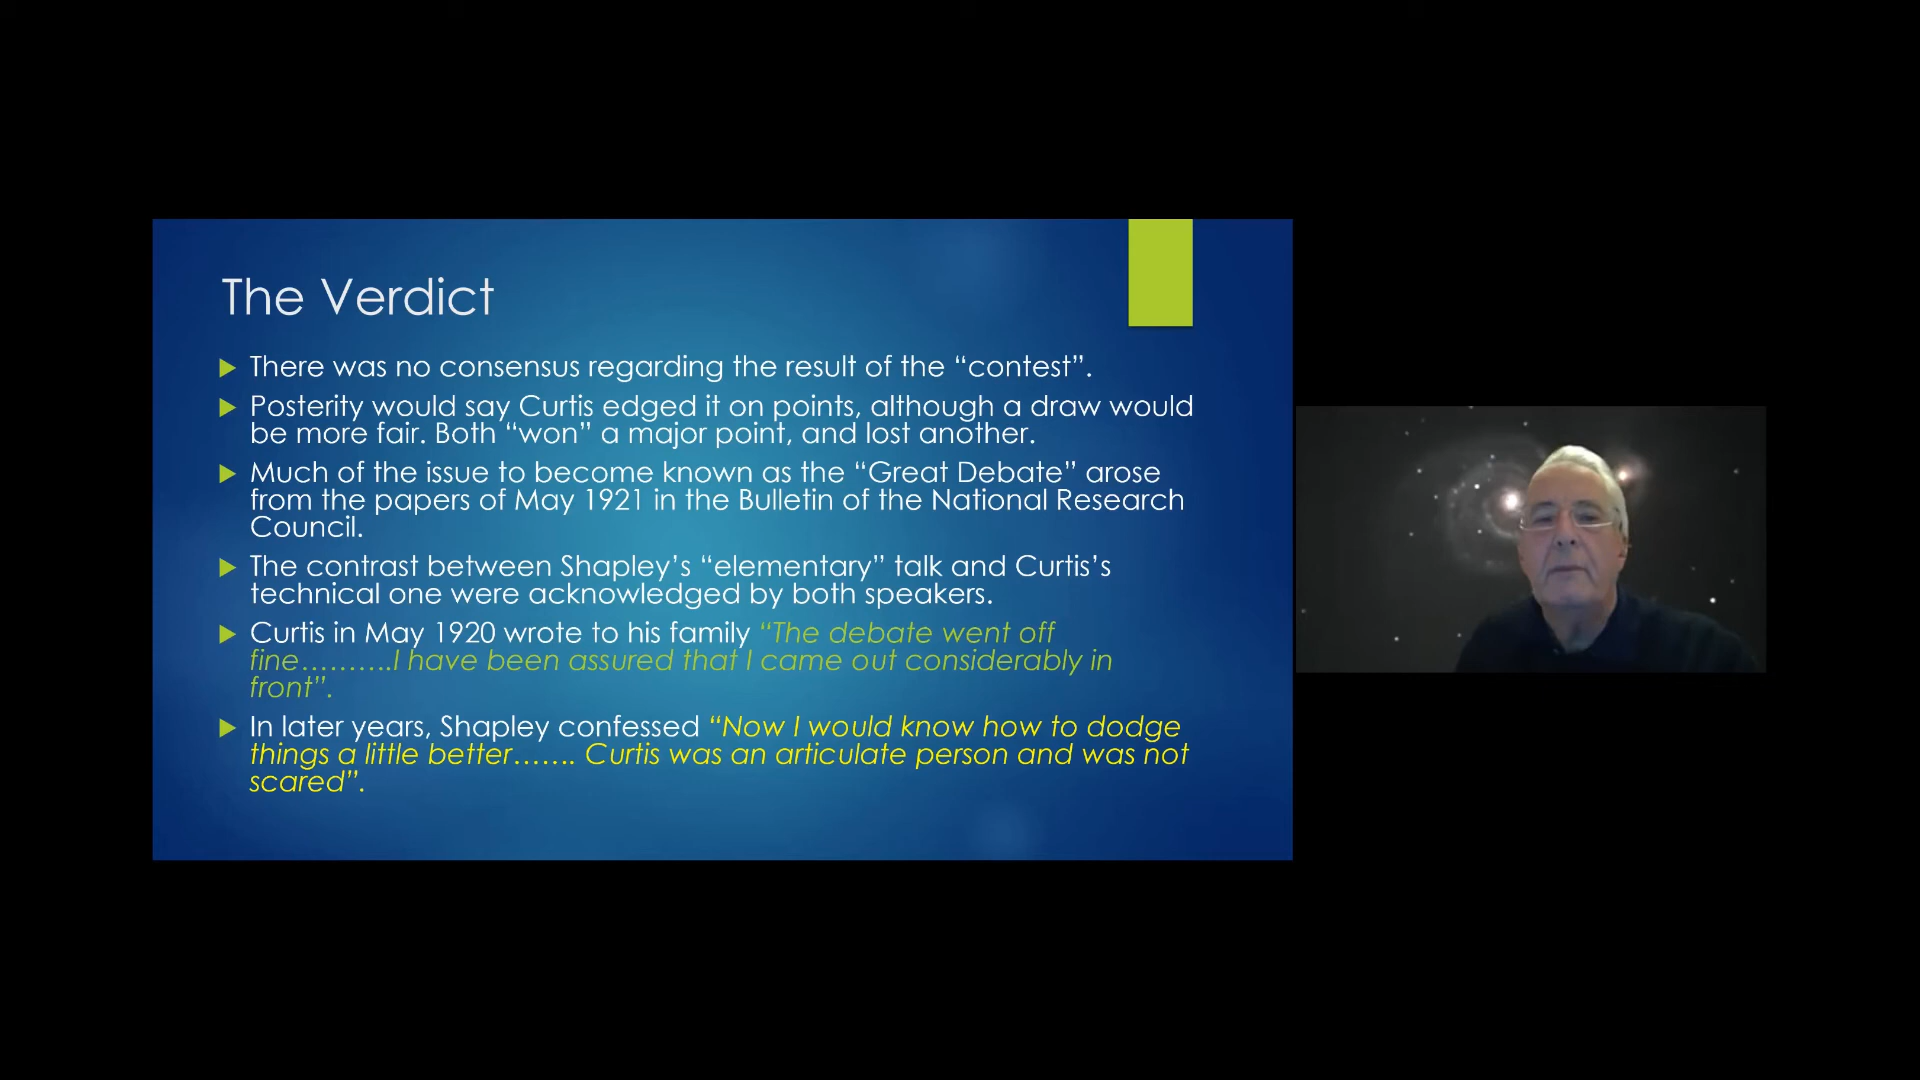 The Verdict
There was no consensus regarding the result of the “contest”.
Posterity would say Curtis edged it on points, although a draw would
be more fair. Both “won” a major point, and lost another.
Much of the issue to become known as the “Great Debate” arose
from the papers of May 1921 in the Bulletin of the National Research
Council.
The contrast between Shapley’s “elementary” talk and Curtis’s
technical one were acknowledged by both speakers.
Curtis in May 1920 wrote to his family “The debate went off
fine……….I have been assured that I came out considerably in
front”.
In later years, Shapley confessed “Now I would know how to dodge
things a little better……. Curtis was an articulate person and was not
scared”.